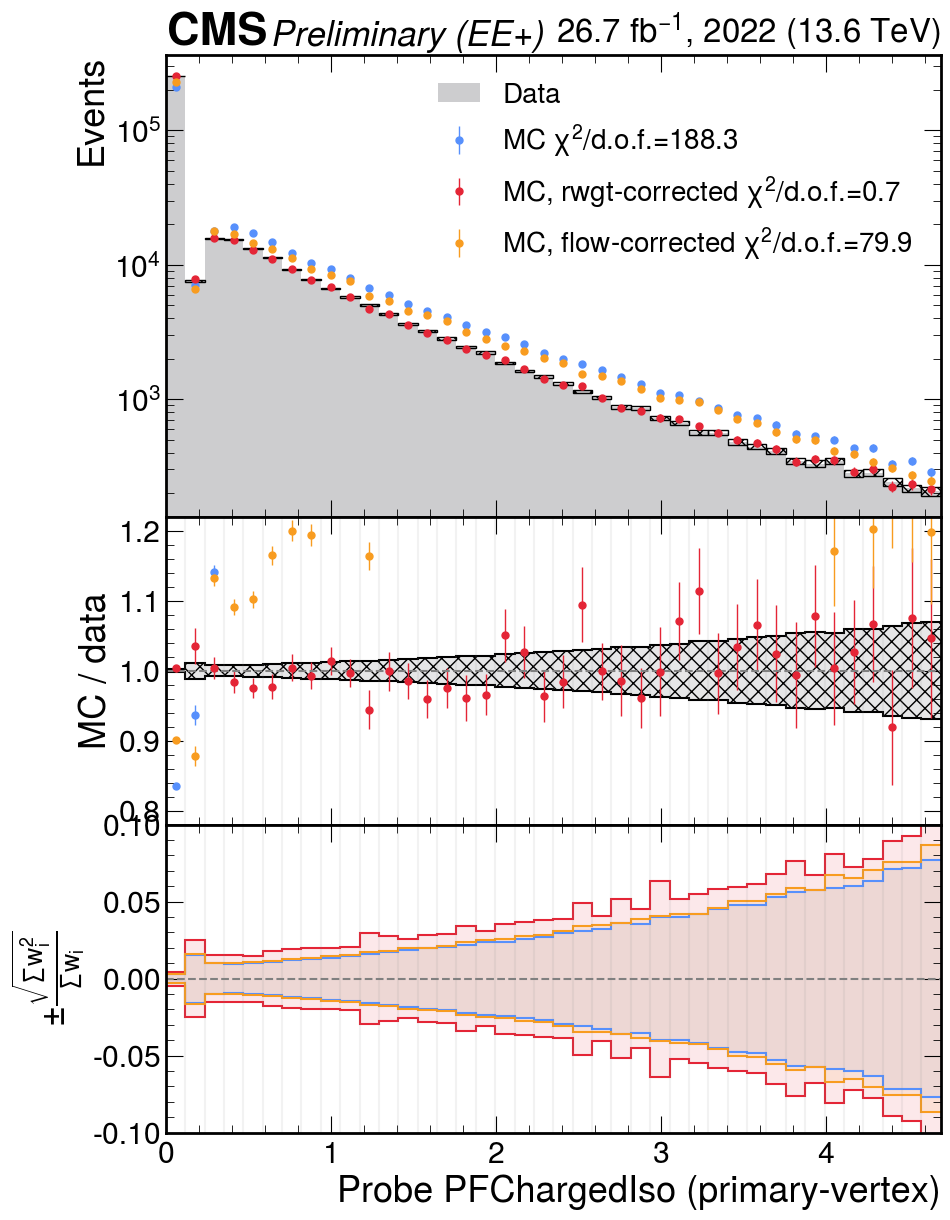 CMS Preliminary (EE+) 26.7 fb⁻¹, 2022 (13.6 TeV)
Events
10⁵
10⁴
10³
Data
MC χ²/d.o.f.=188.3
MC, rwgt-corrected χ²/d.o.f.=0.7
MC, flow-corrected χ²/d.o.f.=79.9
MC / data
1.2
1.1
1.0
0.9
0.8
±√Σw²ᵢ/Σwᵢ
0.10
0.05
0.00
-0.05
-0.10
0 1 2 3 4
Probe PFChargedIso (primary-vertex)